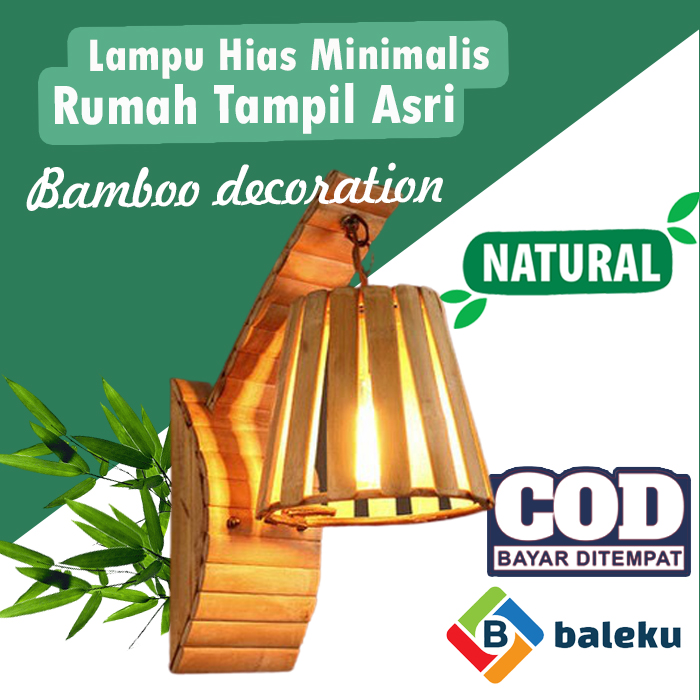 Lampu Hias Minimalis
Rumah Tampil Asri
Bamboo decoration
NATURAL
COD
BAYAR DITEMPAT
B baleku